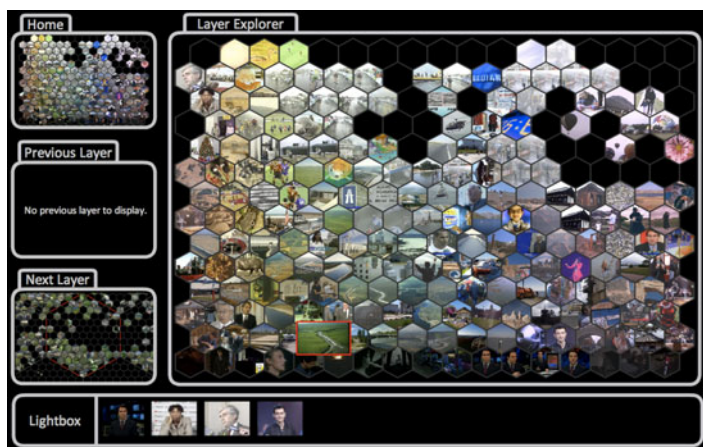 Home
Layer Explorer
Previous Layer
No previous layer to display.
Next Layer
Lightbox